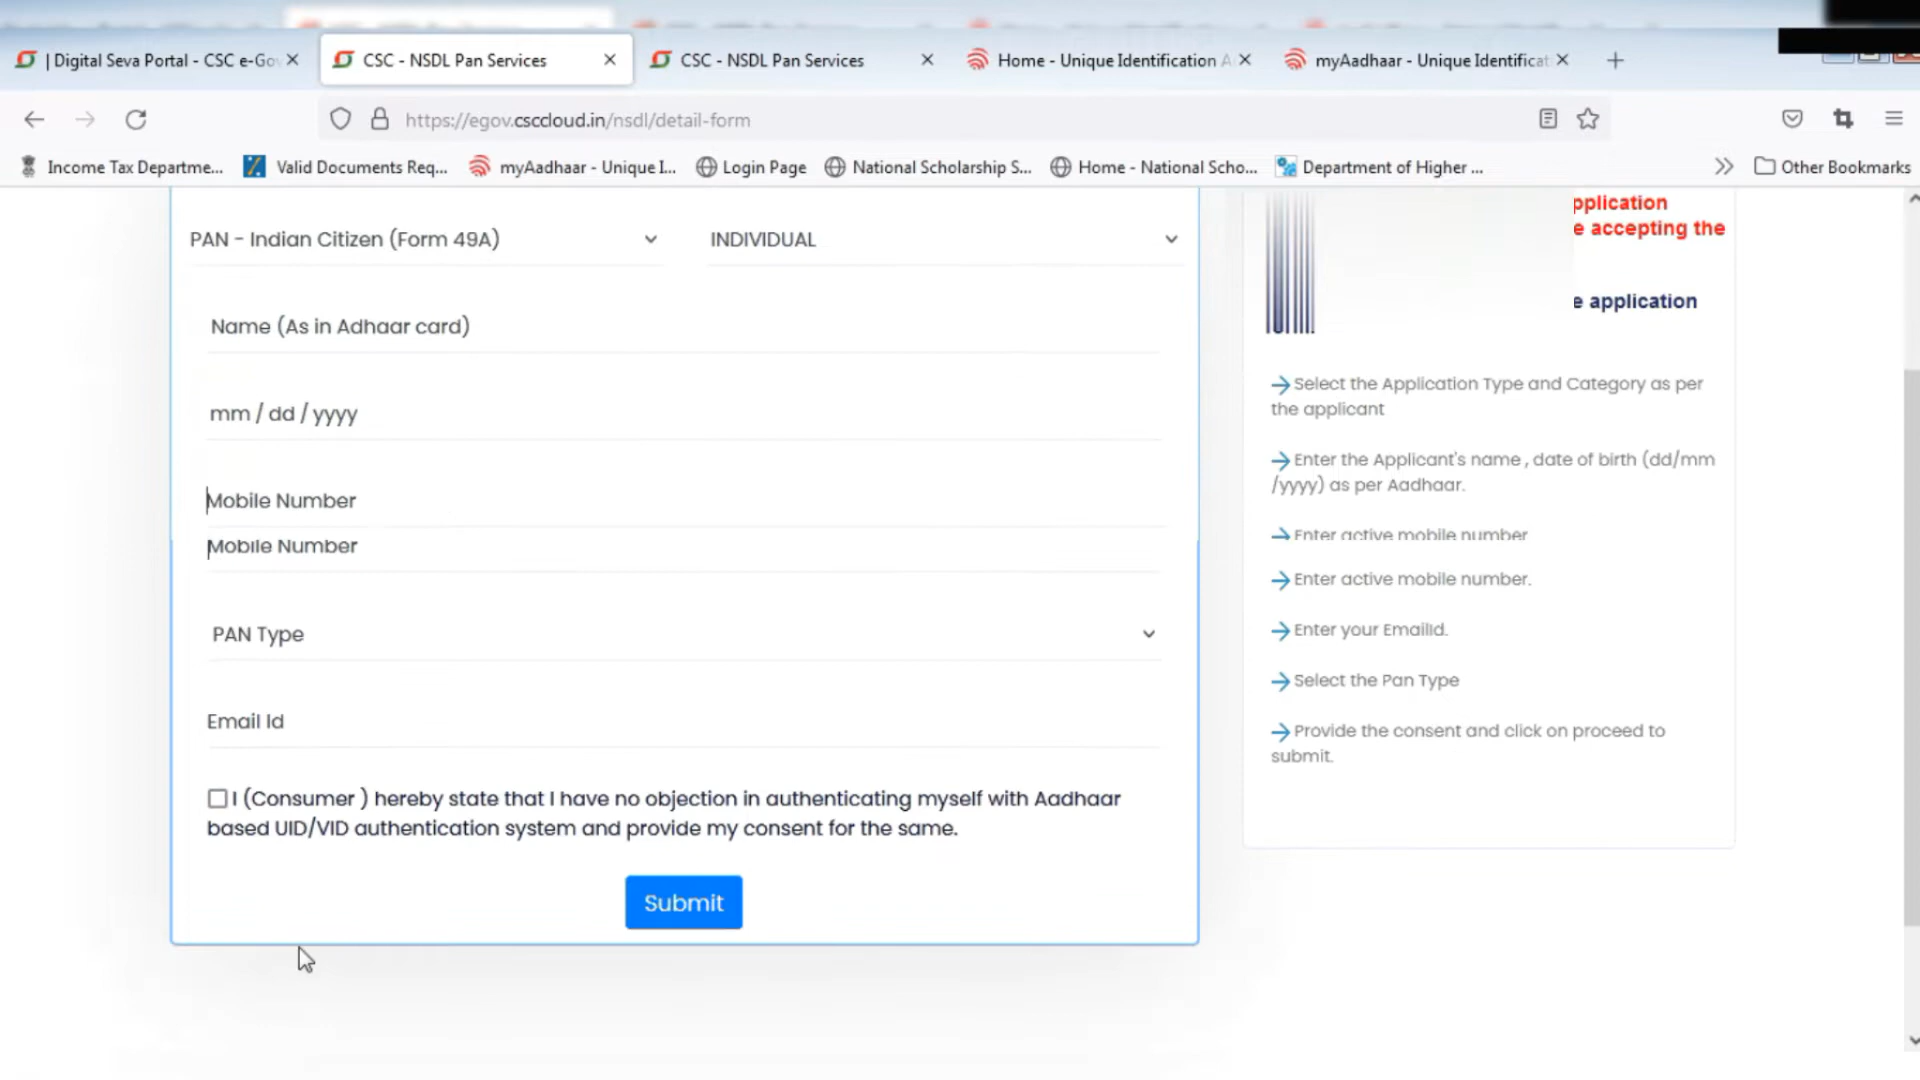 | Digital Seva Portal - CSC e-Gov
CSC - NSDL Pan Services
CSC - NSDL Pan Services
Home - Unique Identification A
myAadhaar - Unique Identificat
https://egov.csccloud.in/nsdl/detail-form
Income Tax Departme...
Valid Documents Req...
myAadhaar - Unique I...
Login Page
National Scholarship S...
Home - National Scho...
Department of Higher ...
Other Bookmarks
PAN - Indian Citizen (Form 49A)
INDIVIDUAL
Name (As in Adhaar card)
mm / dd / yyyy
Mobile Number
Mobile Number
PAN Type
Email Id
I (Consumer ) hereby state that I have no objection in authenticating myself with Aadhaar
based UID/VID authentication system and provide my consent for the same.
Submit
pplication
e accepting the
e application
Select the Application Type and Category as per
the applicant
Enter the Applicant's name , date of birth (dd/mm
/yyyy) as per Aadhaar.
Enter active mobile number
Enter active mobile number.
Enter your EmailId.
Select the Pan Type
Provide the consent and click on proceed to
submit.